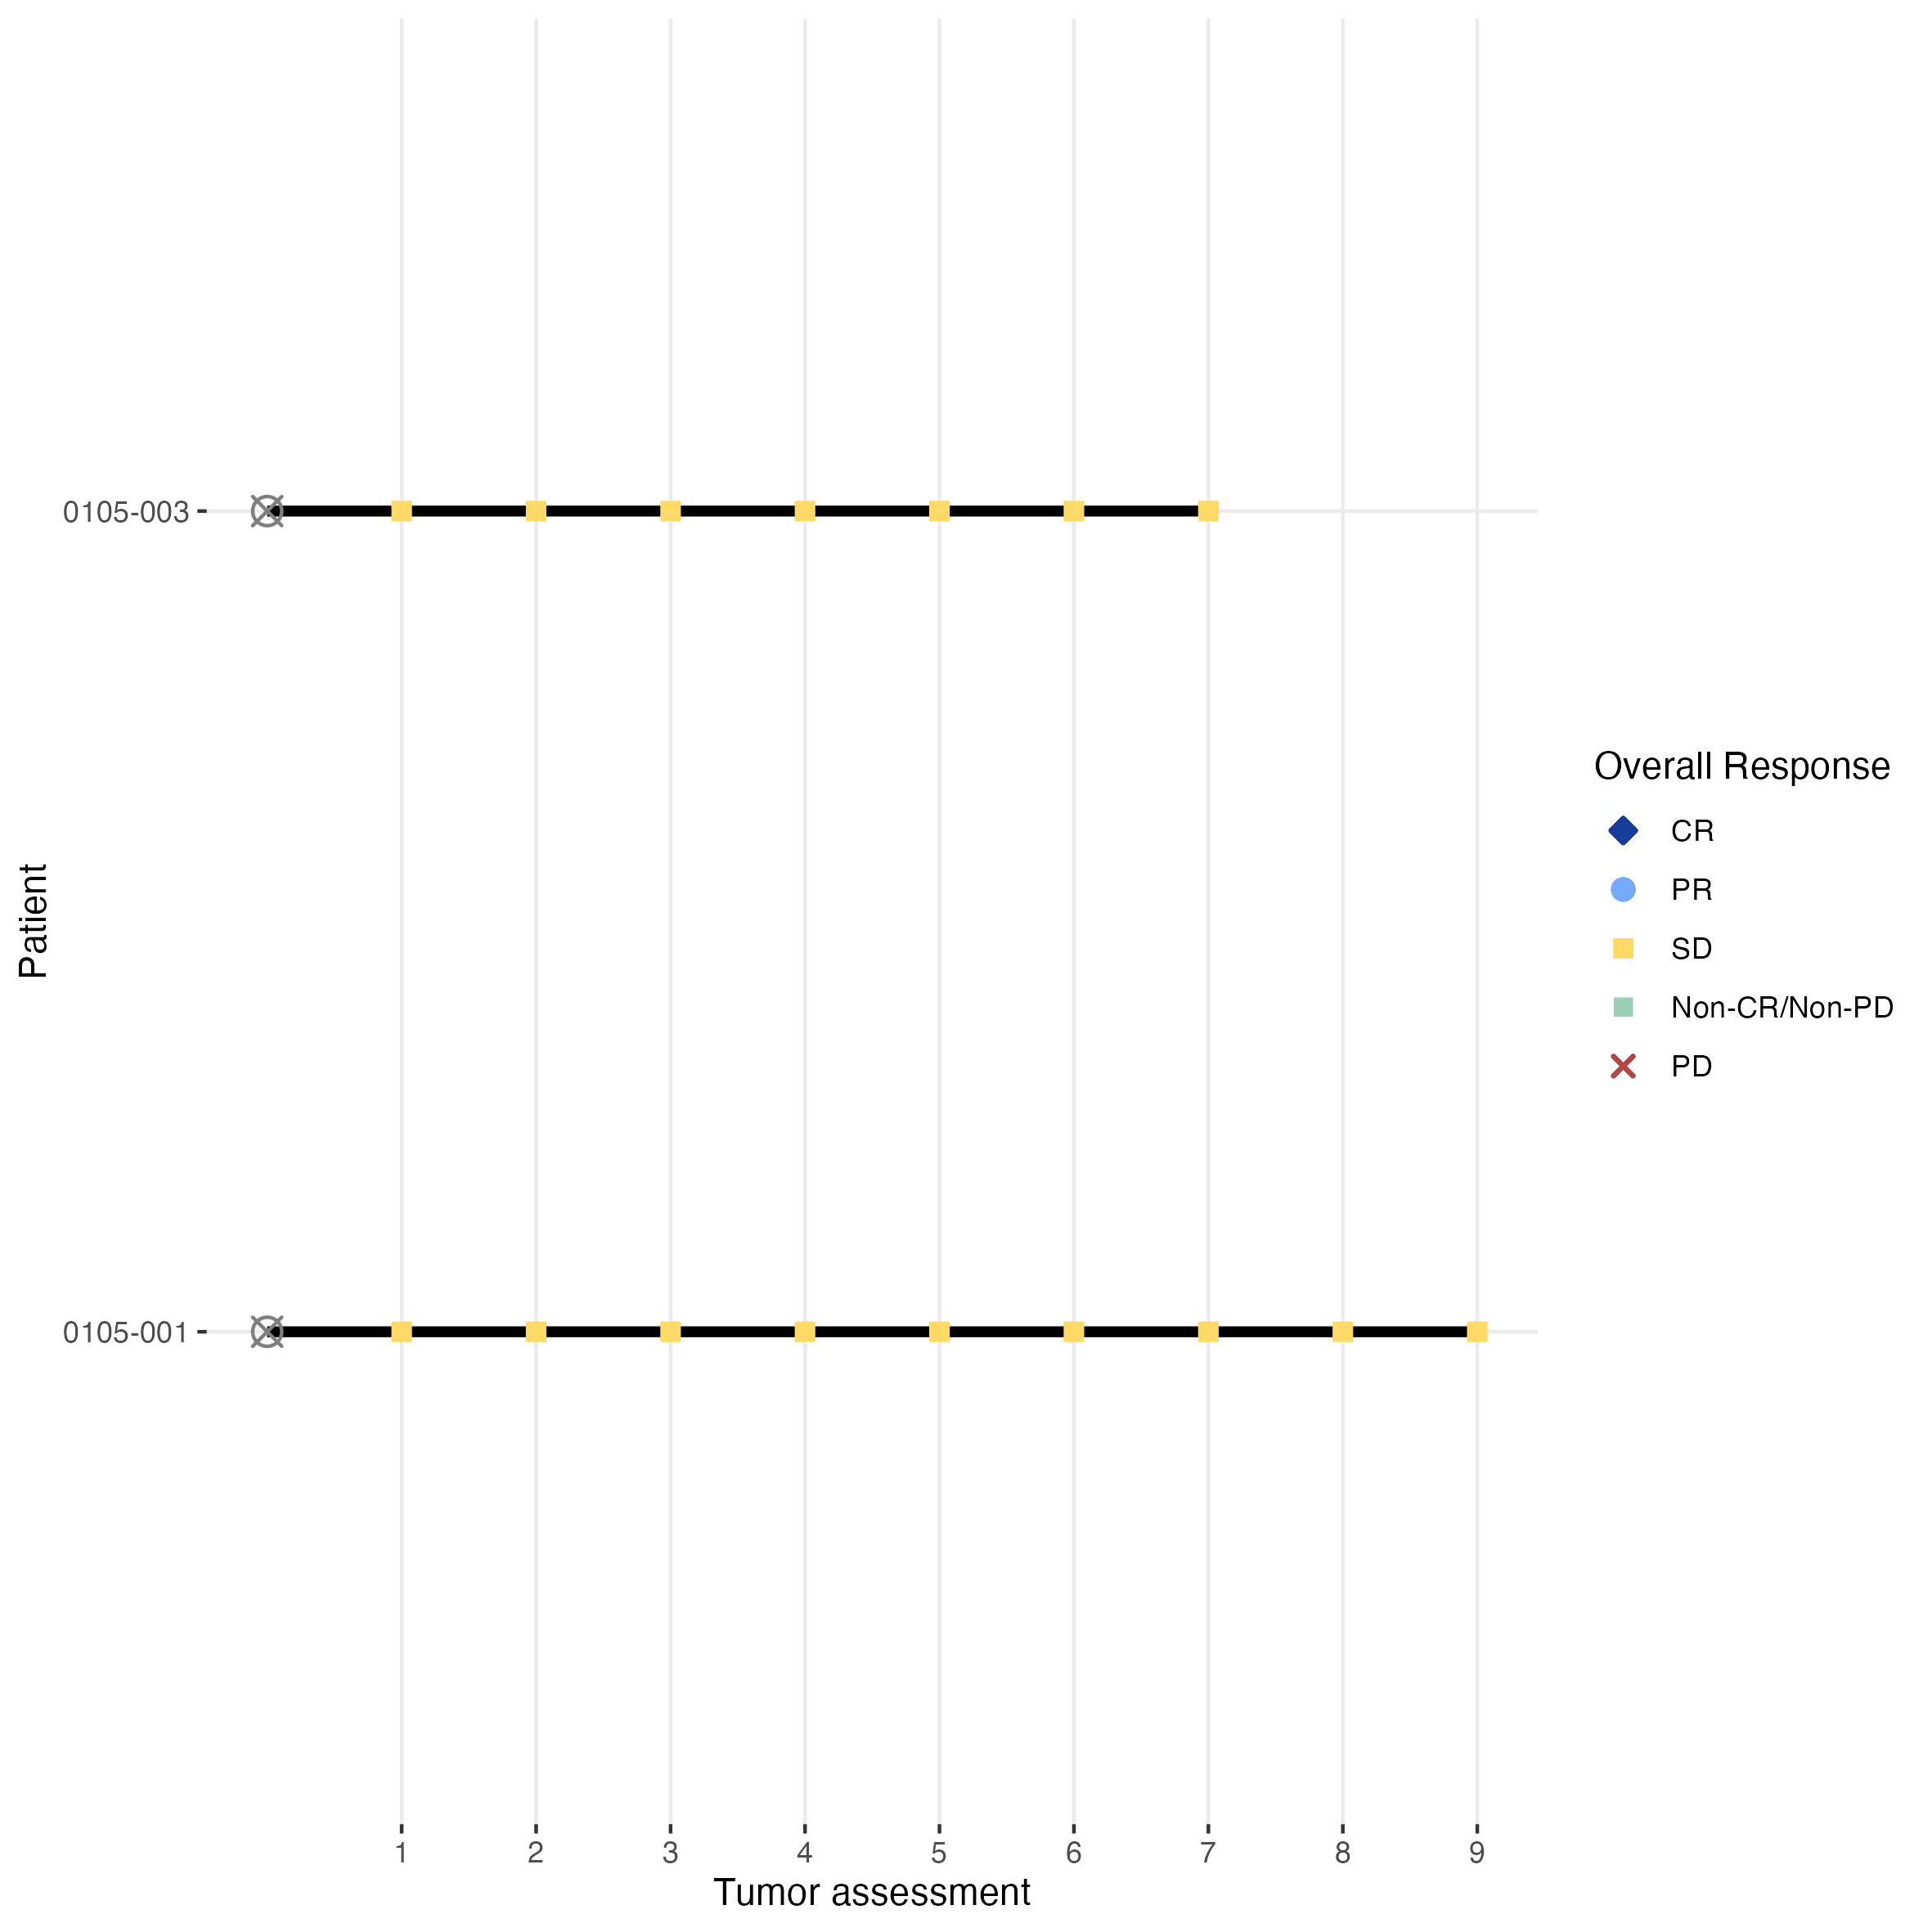 Patient
0105-003
0105-001
1 2 3 4 5 6 7 8 9
Tumor assessment
Overall Response
CR
PR
SD
Non-CR/Non-PD
PD